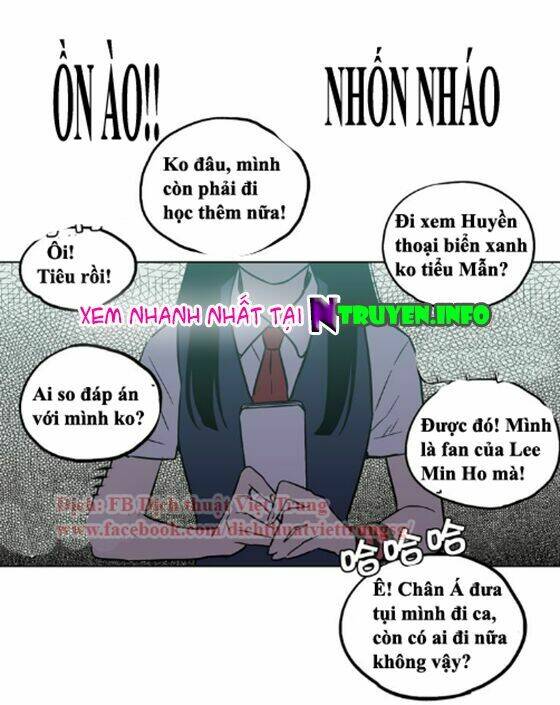 ỒN ÀO!!
NHỐN NHÁO
Ko đâu, mình
còn phải đi
học thêm nữa!
Đi xem Huyền
thoại biển xanh
ko tiểu Mẫn?
Ôi!
Tiêu rồi!
XEM NHANH NHẤT TẠI NTRUYEN.INFO
Ai so đáp án
với mình ko?
Được đó! Mình
là fan của Lee
Min Ho mà!
Dịch: FB Dịch thuật Việt Trung
www.facebook.com/dichthuatviettrungsc/
哈哈哈
Ê! Chân Á đưa
tụi mình đi ca,
còn có ai đi nữa
không vậy?